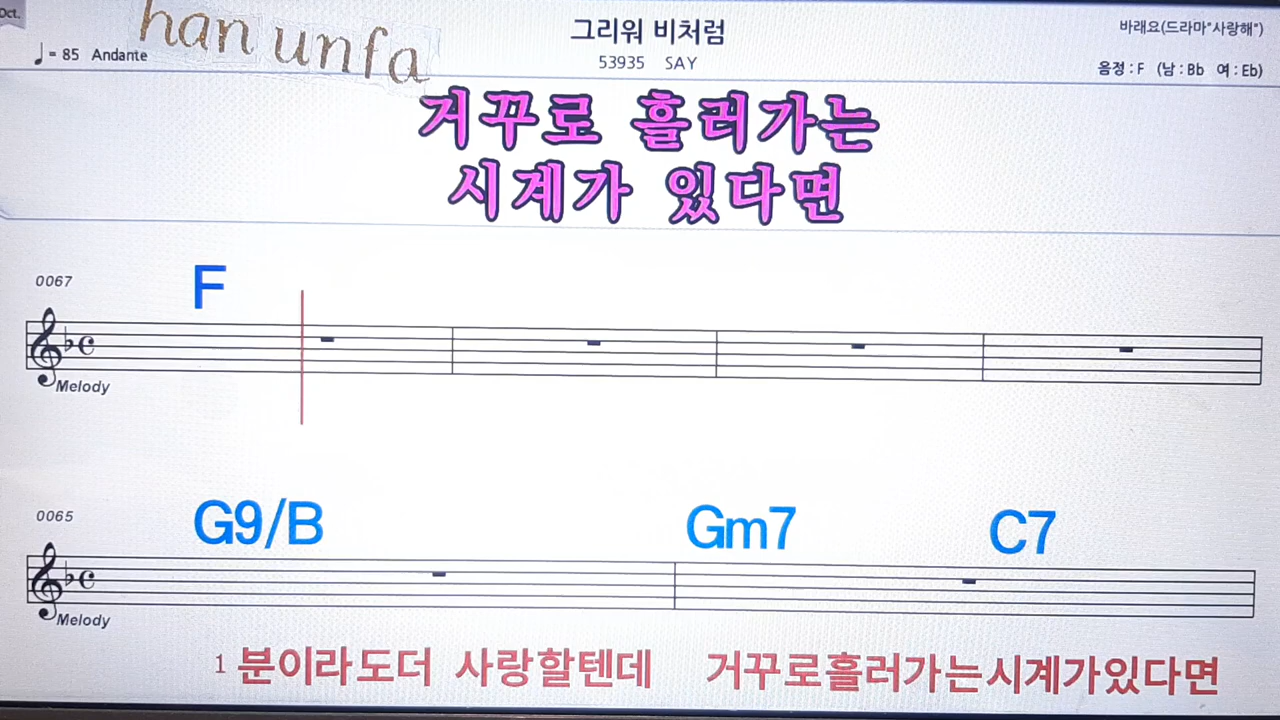 Oct.
han unfa
그리워 비처럼
바래요(드라마"사랑해")
♩= 85 Andante
53935 SAY
음정 : F (남 : Bb 여 : Eb)
거꾸로 흘러가는
시계가 있다면
0067
F
Melody
0065
G9/B Gm7 C7
Melody
1 분이라도더 사랑할텐데 거꾸로흘러가는시계가있다면